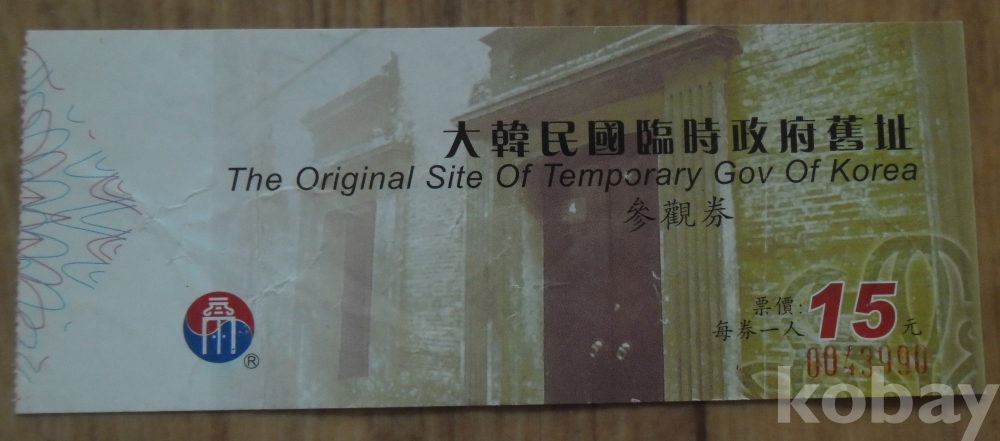 大韓民國臨時政府舊址
The Original Site Of Temporary Gov Of Korea
參觀券
票價:
每券一人 15 元
0043990
®
kobay